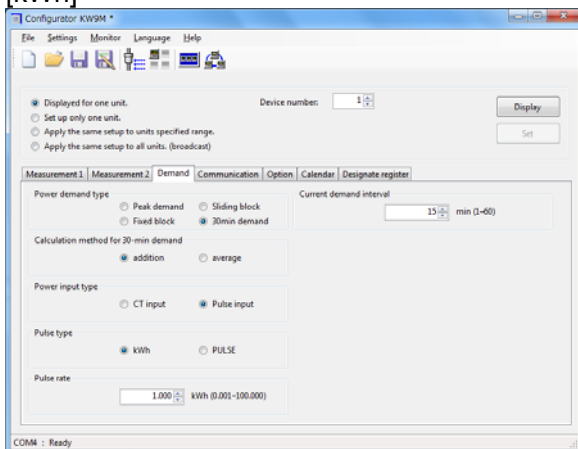 [kWh]
Configurator KW9M *
File Settings Monitor Language Help
Displayed for one unit.
Device number: 1
Display
Set up only one unit.
Apply the same setup to units specified range.
Set
Apply the same setup to all units. (broadcast)
Measurement 1 Measurement 2 Demand Communication Option Calendar Designate register
Power demand type
Current demand interval
Peak demand Sliding block
15 min (1~60)
Fixed block 30min demand
Calculation method for 30-min demand
addition average
Power input type
CT input Pulse input
Pulse type
kWh PULSE
Pulse rate
1.000 kWh (0.001~100.000)
COM4 : Ready